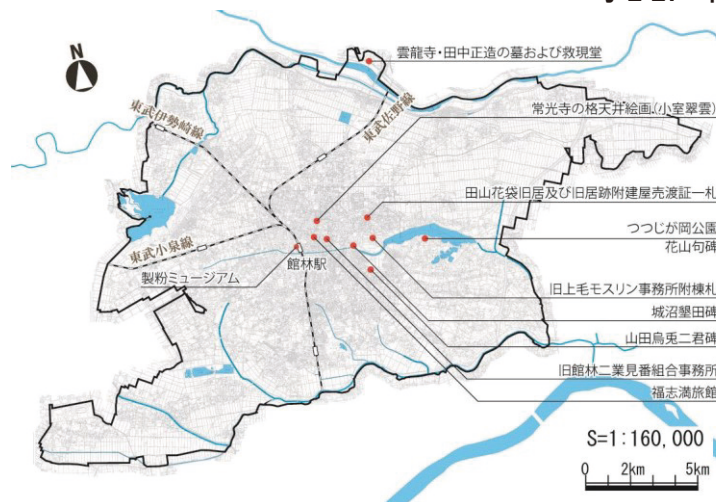 N
雲龍寺・田中正造の墓および救現堂
東武伊勢崎線
東武佐野線
常光寺の格天井絵画(小室翠雲)
田山花袋旧居及び旧居跡附建屋売渡証一札
つつじが岡公園
花山句碑
東武小泉線
館林駅
製粉ミュージアム
旧上毛モスリン事務所附棟札
城沼墾田碑
山田烏兎二君碑
旧館林二業見番組合事務所
福志満旅館
S=1:160,000
0 2km 5km